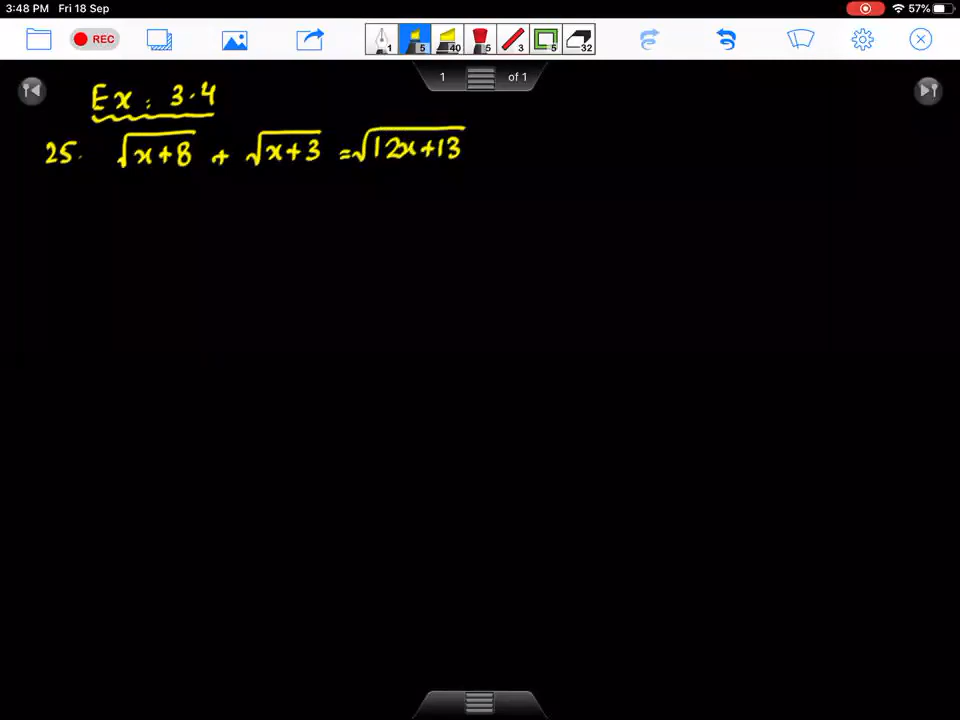 3:48 PM Fri 18 Sep 57%
REC 1 5 40 5 3 5 32
1 of 1
Ex : 3.4
25. √x+8 + √x+3 = √12x+13